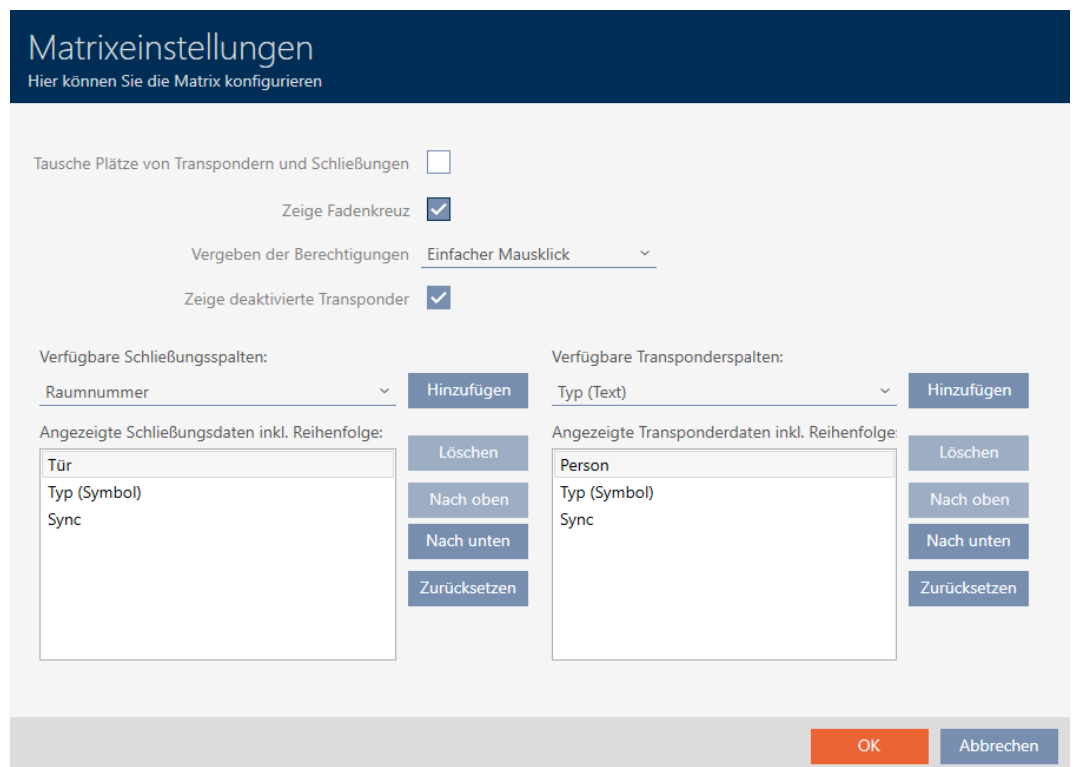 Matrixeinstellungen
Hier können Sie die Matrix konfigurieren
Tausche Plätze von Transpondern und Schließungen
Zeige Fadenkreuz
Vergeben der Berechtigungen Einfacher Mausklick
Zeige deaktivierte Transponder
Verfügbare Schließungsspalten:
Raumnummer Hinzufügen
Angezeigte Schließungsdaten inkl. Reihenfolge:
Tür
Typ (Symbol)
Sync
Löschen
Nach oben
Nach unten
Zurücksetzen
Verfügbare Transponderspalten:
Typ (Text) Hinzufügen
Angezeigte Transponderdaten inkl. Reihenfolge:
Person
Typ (Symbol)
Sync
Löschen
Nach oben
Nach unten
Zurücksetzen
OK Abbrechen